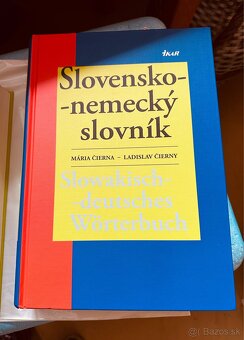 IKAR
Slovensko-
-nemecký
slovník
MÁRIA ČIERNA – LADISLAV ČIERNY
Slowakisch-
deutsches
Wörterbuch
© Bazos.sk